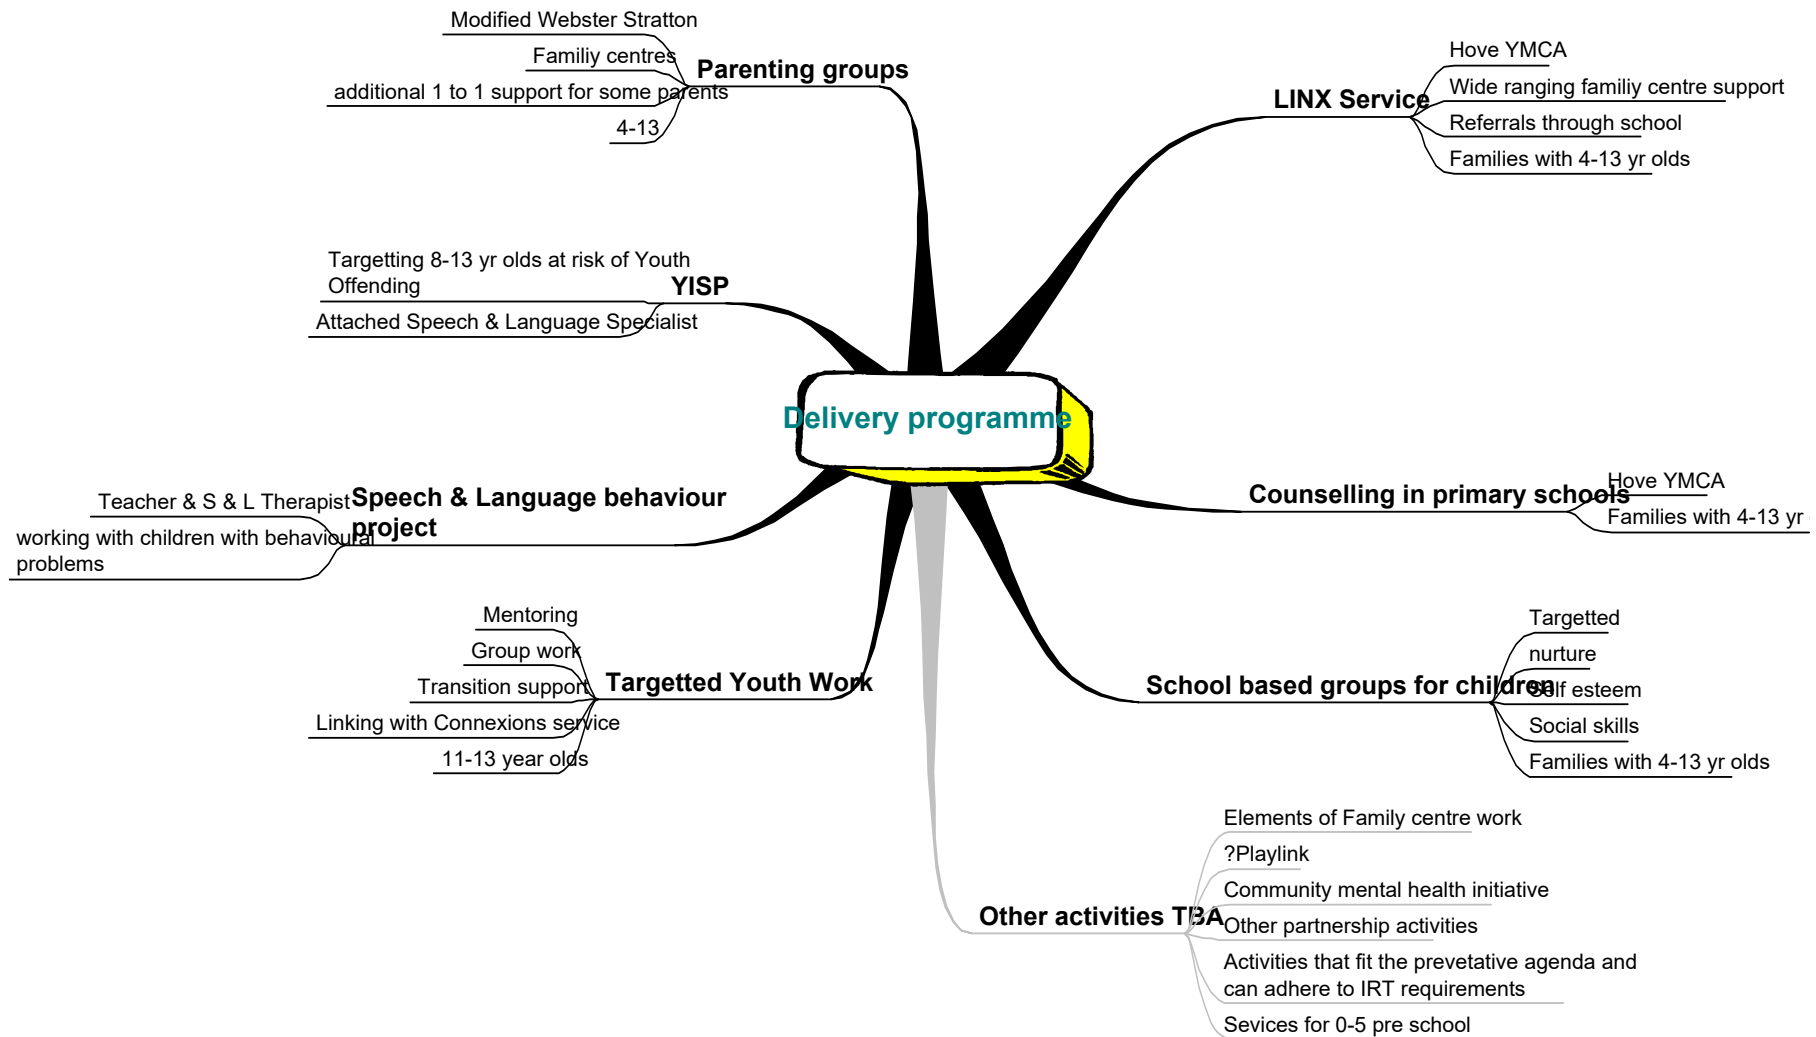 Delivery programme
LINX Service
Hove YMCA
Wide ranging familiy centre support
Referrals through school
Families with 4-13 yr olds
Counselling in primary schools
Hove YMCA
Families with 4-13 yr
School based groups for children
Targetted
nurture
Self esteem
Social skills
Families with 4-13 yr olds
Other activities TBA
Elements of Family centre work
?Playlink
Community mental health initiative
Other partnership activities
Activities that fit the prevetative agenda and
can adhere to IRT requirements
Sevices for 0-5 pre school
Targetted Youth Work
Mentoring
Group work
Transition support
Linking with Connexions service
11-13 year olds
Speech & Language behaviour
project
Teacher & S & L Therapist
working with children with behavioural
problems
YISP
Targetting 8-13 yr olds at risk of Youth
Offending
Attached Speech & Language Specialist
Parenting groups
Modified Webster Stratton
Familiy centres
additional 1 to 1 support for some parents
4-13